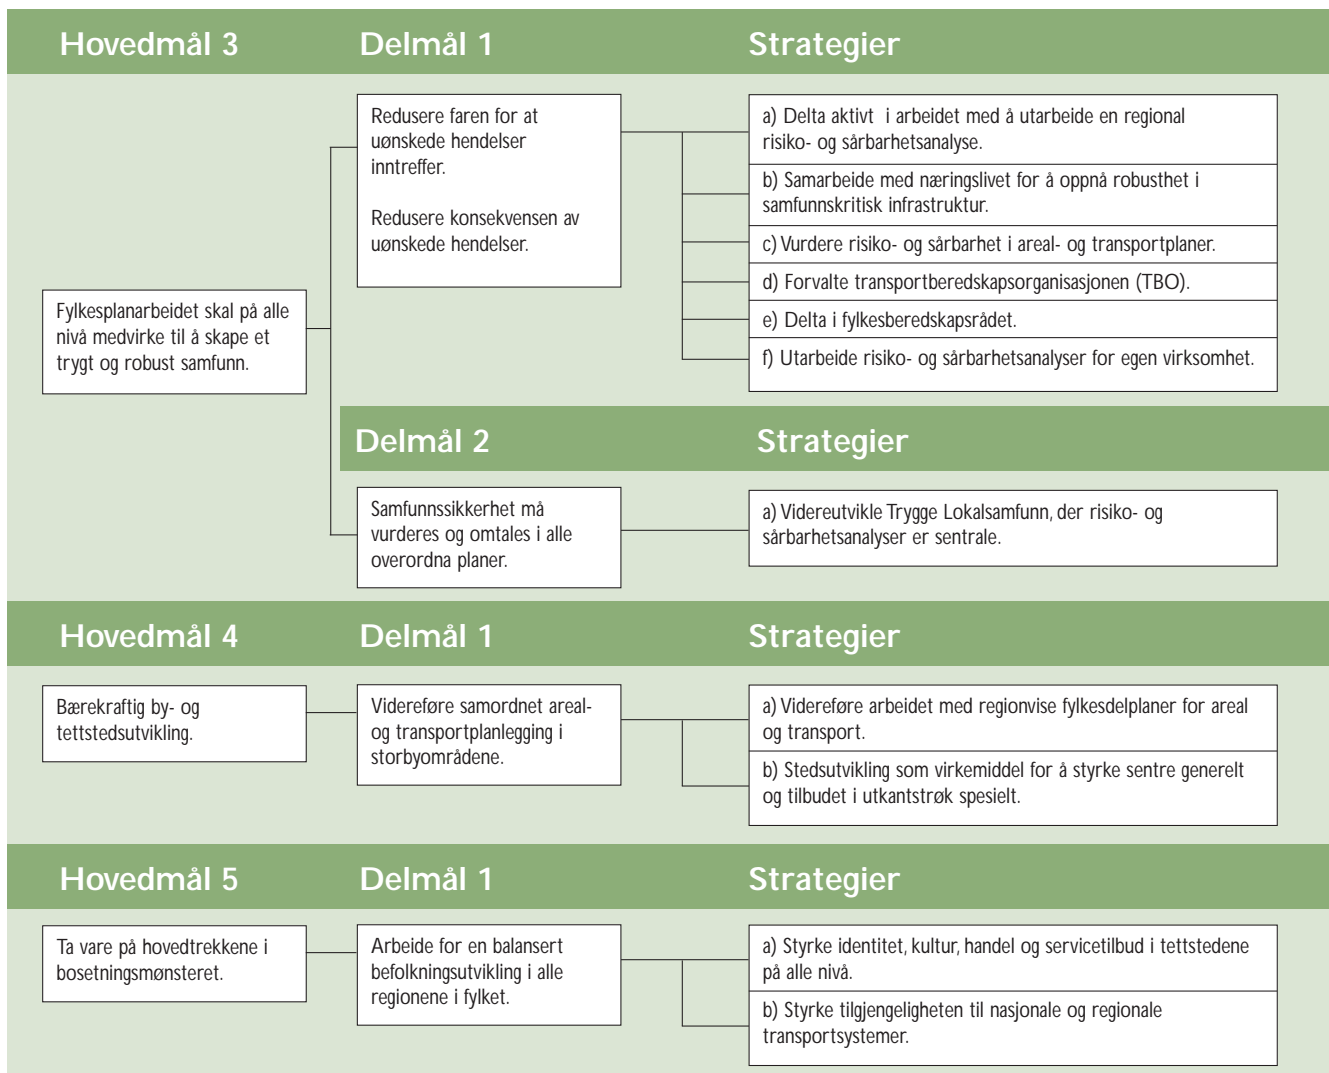 Hovedmål 3
Delmål 1
Strategier
Fylkesplanarbeidet skal på alle
nivå medvirke til å skape et
trygt og robust samfunn.
Redusere faren for at
uønskede hendelser
inntreffer.
Redusere konsekvensen av
uønskede hendelser.
a) Delta aktivt i arbeidet med å utarbeide en regional
risiko- og sårbarhetsanalyse.
b) Samarbeide med næringslivet for å oppnå robusthet i
samfunnskritisk infrastruktur.
c) Vurdere risiko- og sårbarhet i areal- og transportplaner.
d) Forvalte transportberedskapsorganisasjonen (TBO).
e) Delta i fylkesberedskapsrådet.
f) Utarbeide risiko- og sårbarhetsanalyser for egen virksomhet.
Delmål 2
Strategier
Samfunnssikkerhet må
vurderes og omtales i alle
overordna planer.
a) Videreutvikle Trygge Lokalsamfunn, der risiko- og
sårbarhetsanalyser er sentrale.
Hovedmål 4
Delmål 1
Strategier
Bærekraftig by- og
tettstedsutvikling.
Videreføre samordnet areal-
og transportplanlegging i
storbyområdene.
a) Videreføre arbeidet med regionvise fylkesdelplaner for areal
og transport.
b) Stedsutvikling som virkemiddel for å styrke sentre generelt
og tilbudet i utkantstrøk spesielt.
Hovedmål 5
Delmål 1
Strategier
Ta vare på hovedtrekkene i
bosetningsmønsteret.
Arbeide for en balansert
befolkningsutvikling i alle
regionene i fylket.
a) Styrke identitet, kultur, handel og servicetilbud i tettstedene
på alle nivå.
b) Styrke tilgjengeligheten til nasjonale og regionale
transportsystemer.